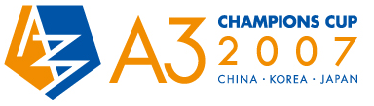 A3
CHAMPIONS CUP
2007
CHINA · KOREA · JAPAN